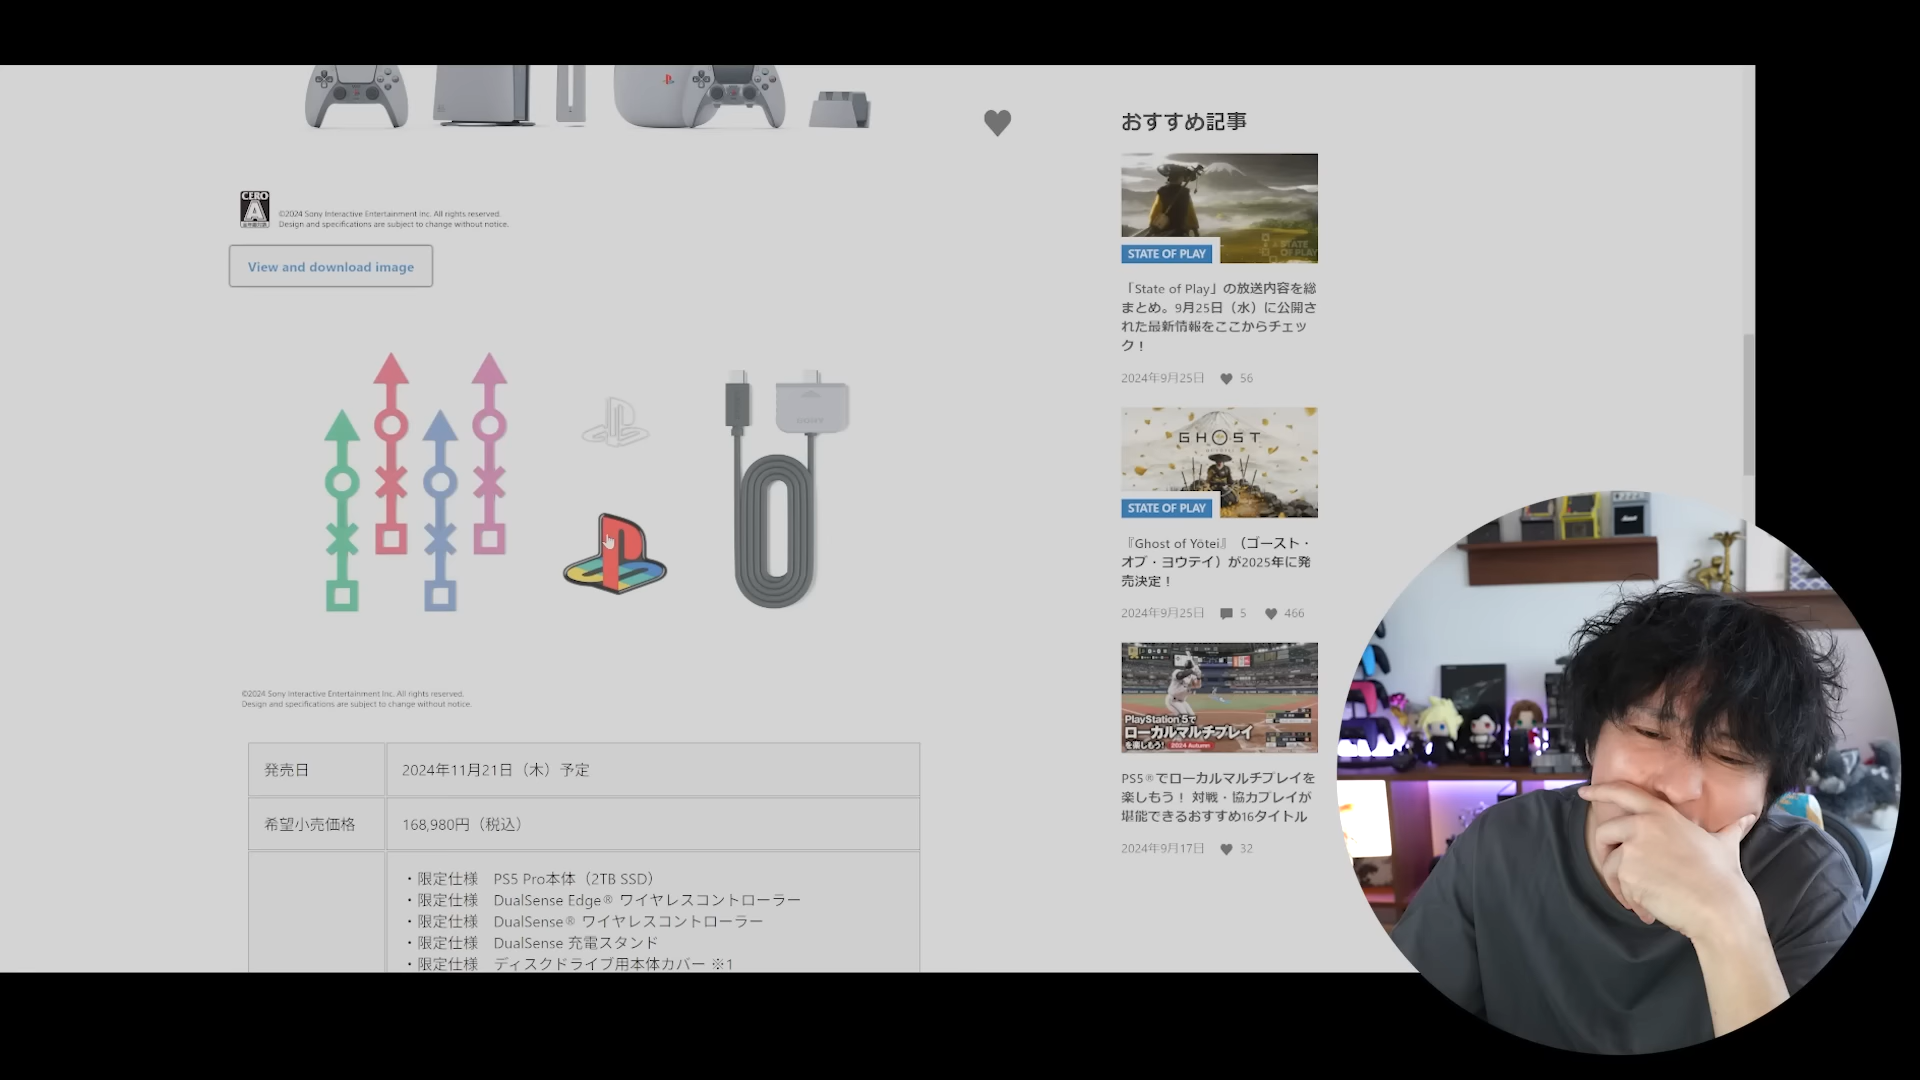 CERO
A
©2024 Sony Interactive Entertainment Inc. All rights reserved.
Design and specifications are subject to change without notice.
View and download image
©2024 Sony Interactive Entertainment Inc. All rights reserved.
Design and specifications are subject to change without notice.
発売日
2024年11月21日（木）予定
希望小売価格
168,980円（税込）
・限定仕様　PS5 Pro本体（2TB SSD）
・限定仕様　DualSense Edge® ワイヤレスコントローラー
・限定仕様　DualSense® ワイヤレスコントローラー
・限定仕様　DualSense 充電スタンド
・限定仕様　ディスクドライブ用本体カバー ※1
おすすめ記事
STATE OF PLAY
STATE OF PLAY
「State of Play」の放送内容を総
まとめ。9月25日（水）に公開さ
れた最新情報をここからチェッ
ク！
2024年9月25日 56
GHOST
STATE OF PLAY
『Ghost of Yōtei』（ゴースト・
オブ・ヨウテイ）が2025年に発
売決定！
2024年9月25日 5 466
PlayStation 5で
ローカルマルチプレイ
を楽しもう！ 2024 Autumn
PS5®でローカルマルチプレイを
楽しもう！ 対戦・協力プレイが
堪能できるおすすめ16タイトル
2024年9月17日 32